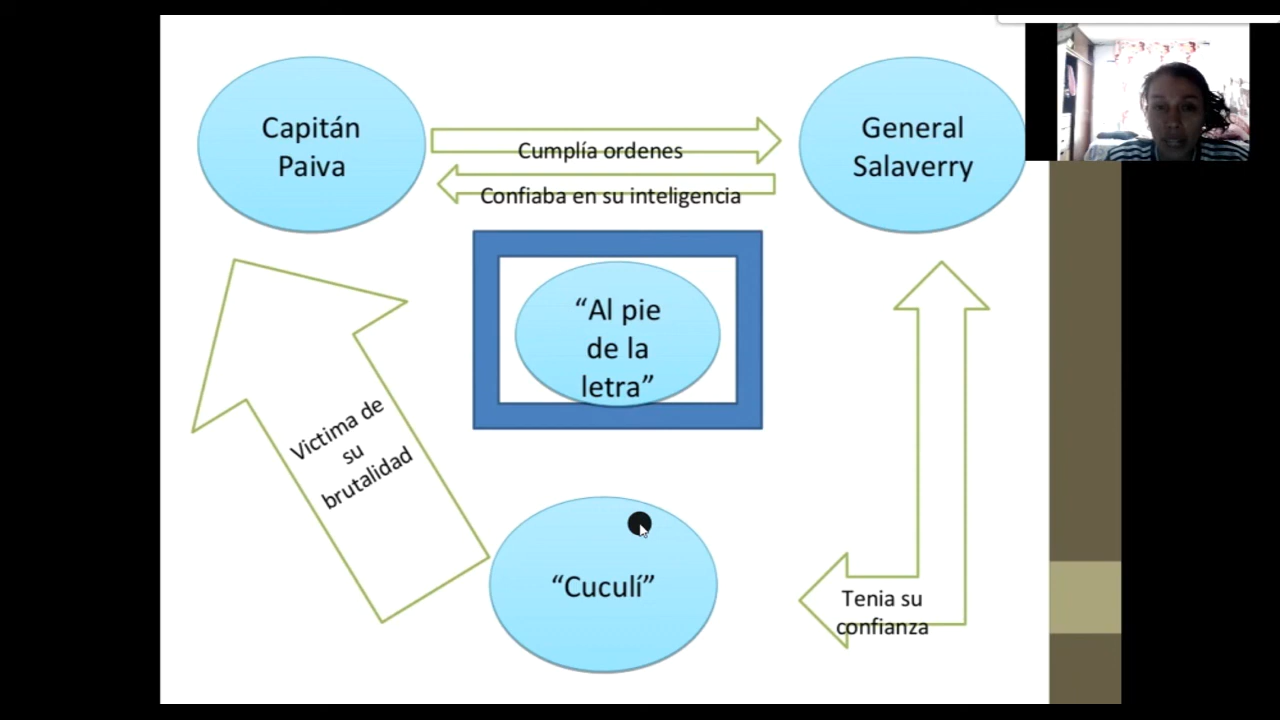 Capitán
Paiva
Cumplía ordenes
Confiaba en su inteligencia
General
Salaverry
“Al pie
de la
letra”
Victima de
su
brutalidad
“Cuculí”
Tenia su
confianza